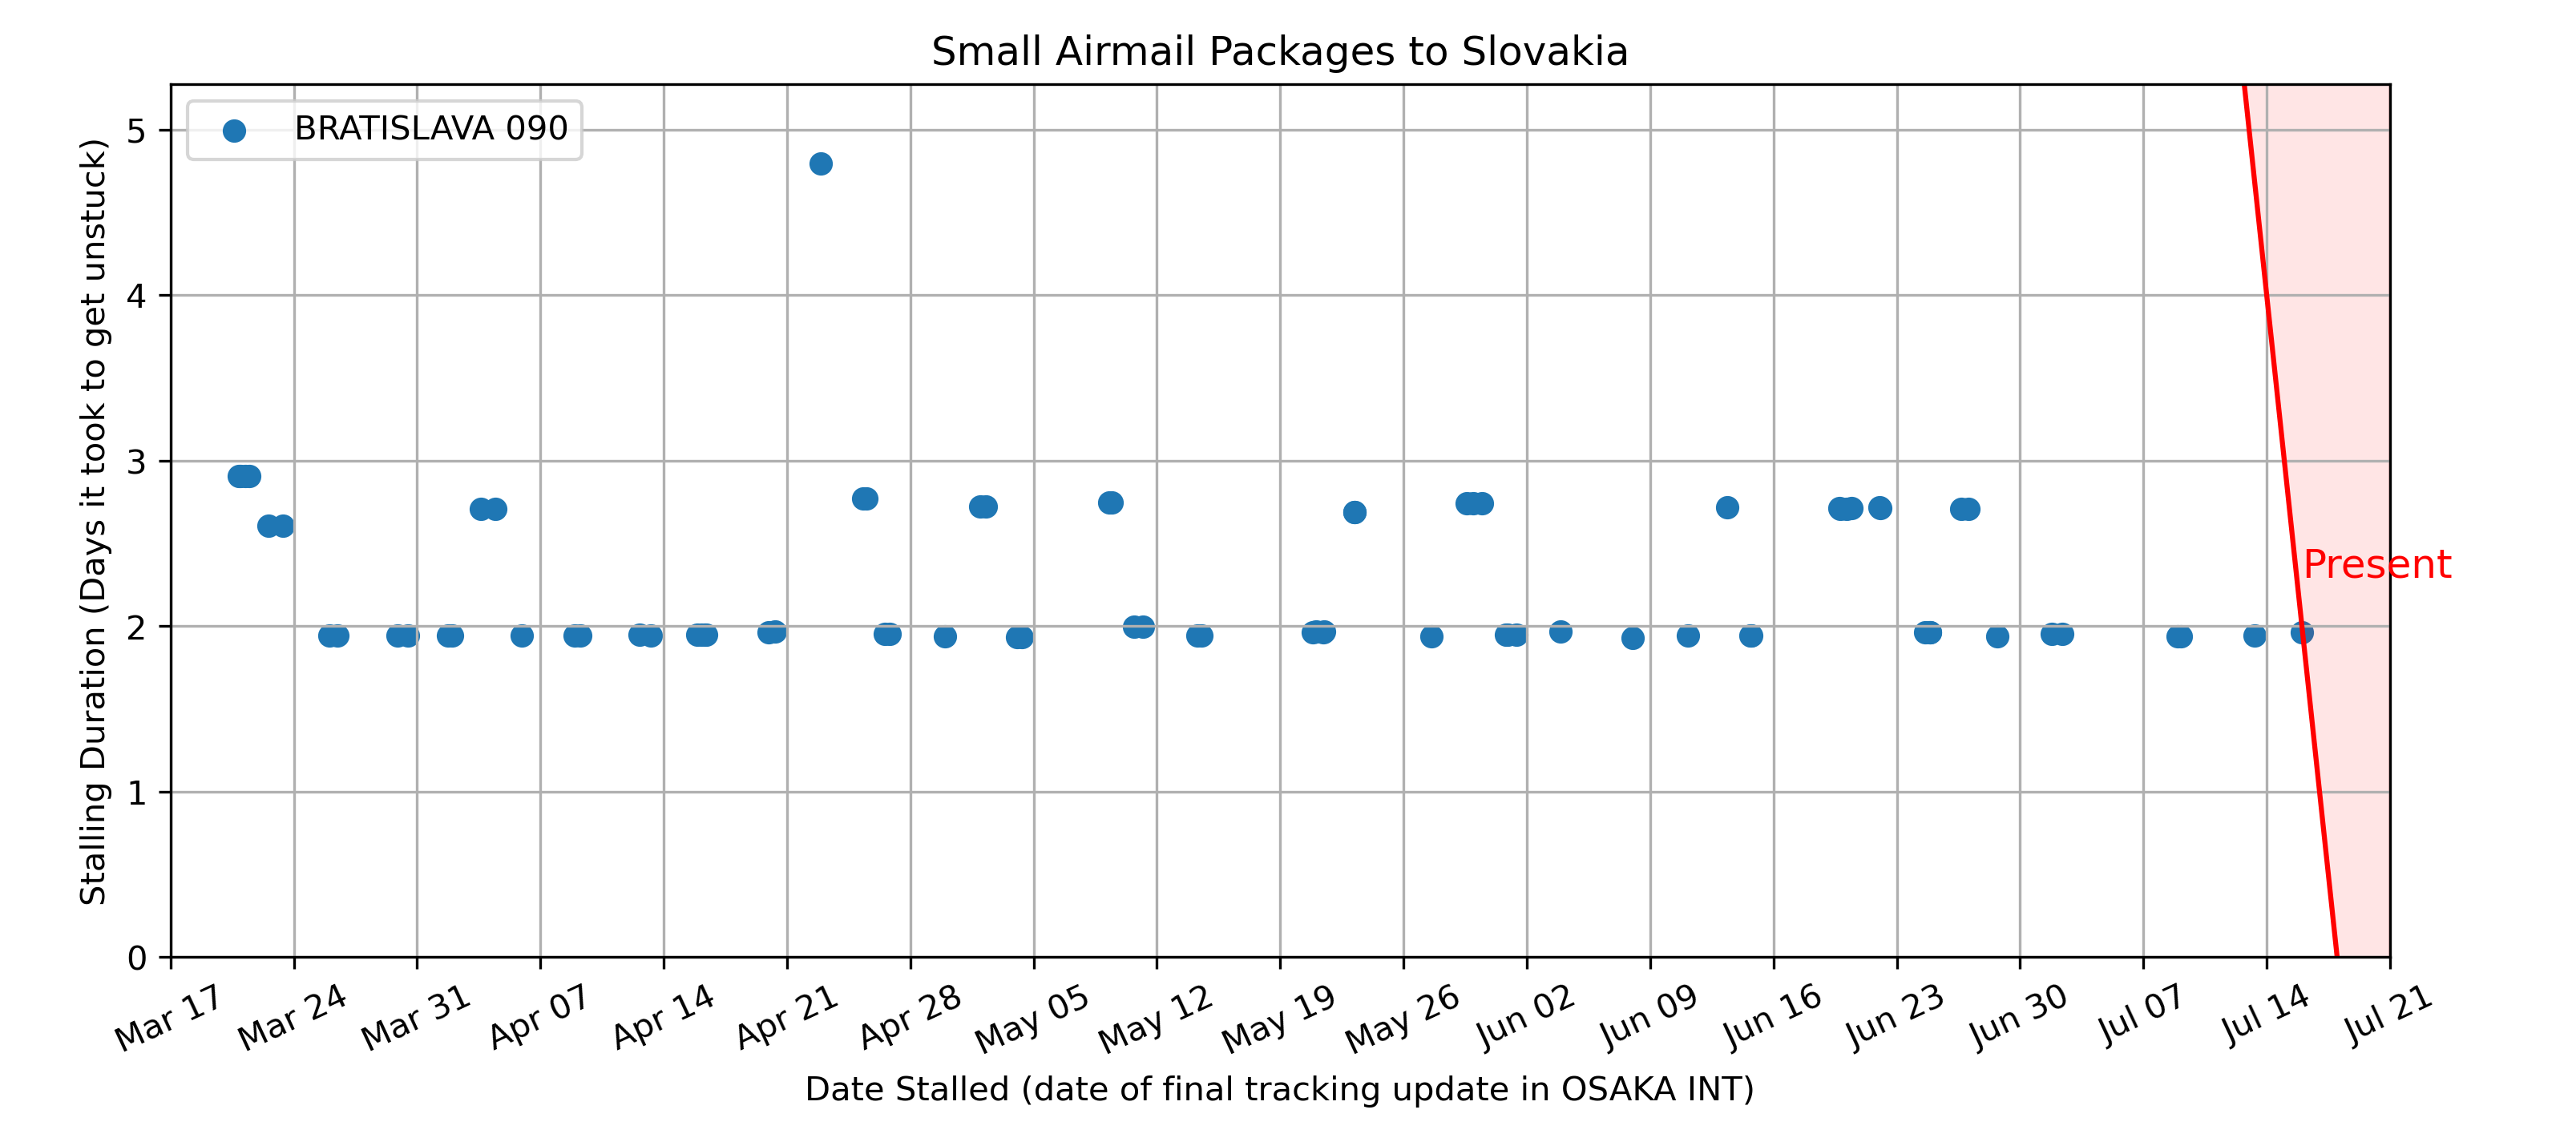 Small Airmail Packages to Slovakia
BRATISLAVA 090
Stalling Duration (Days it took to get unstuck)
5
4
3
2
1
0
Present
Mar 17
Mar 24
Mar 31
Apr 07
Apr 14
Apr 21
Apr 28
May 05
May 12
May 19
May 26
Jun 02
Jun 09
Jun 16
Jun 23
Jun 30
Jul 07
Jul 14
Jul 21
Date Stalled (date of final tracking update in OSAKA INT)